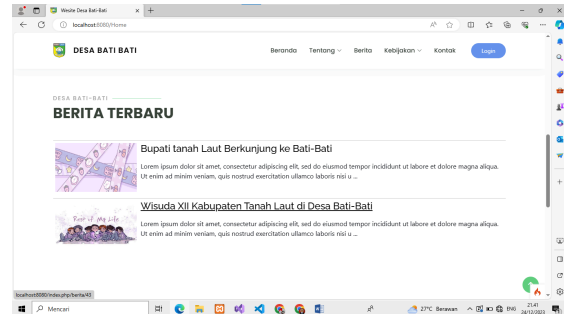 Wesite Desa Bati-Bati
localhost:8080/Home
DESA BATI BATI
Beranda Tentang Berita Kebijakan Kontak Login
DESA BATI-BATI
BERITA TERBARU
Bupati tanah Laut Berkunjung ke Bati-Bati
Lorem ipsum dolor sit amet, consectetur adipiscing elit, sed do eiusmod tempor incididunt ut labore et dolore magna aliqua.
Ut enim ad minim veniam, quis nostrud exercitation ullamco laboris nisi u ...
Wisuda XII Kabupaten Tanah Laut di Desa Bati-Bati
Rest of My Life
Lorem ipsum dolor sit amet, consectetur adipiscing elit, sed do eiusmod tempor incididunt ut labore et dolore magna aliqua.
Ut enim ad minim veniam, quis nostrud exercitation ullamco laboris nisi u ...
localhost:8080/index.php/berita/43
Mencari
27°C Berawan
ENG
21.41
24/12/2023